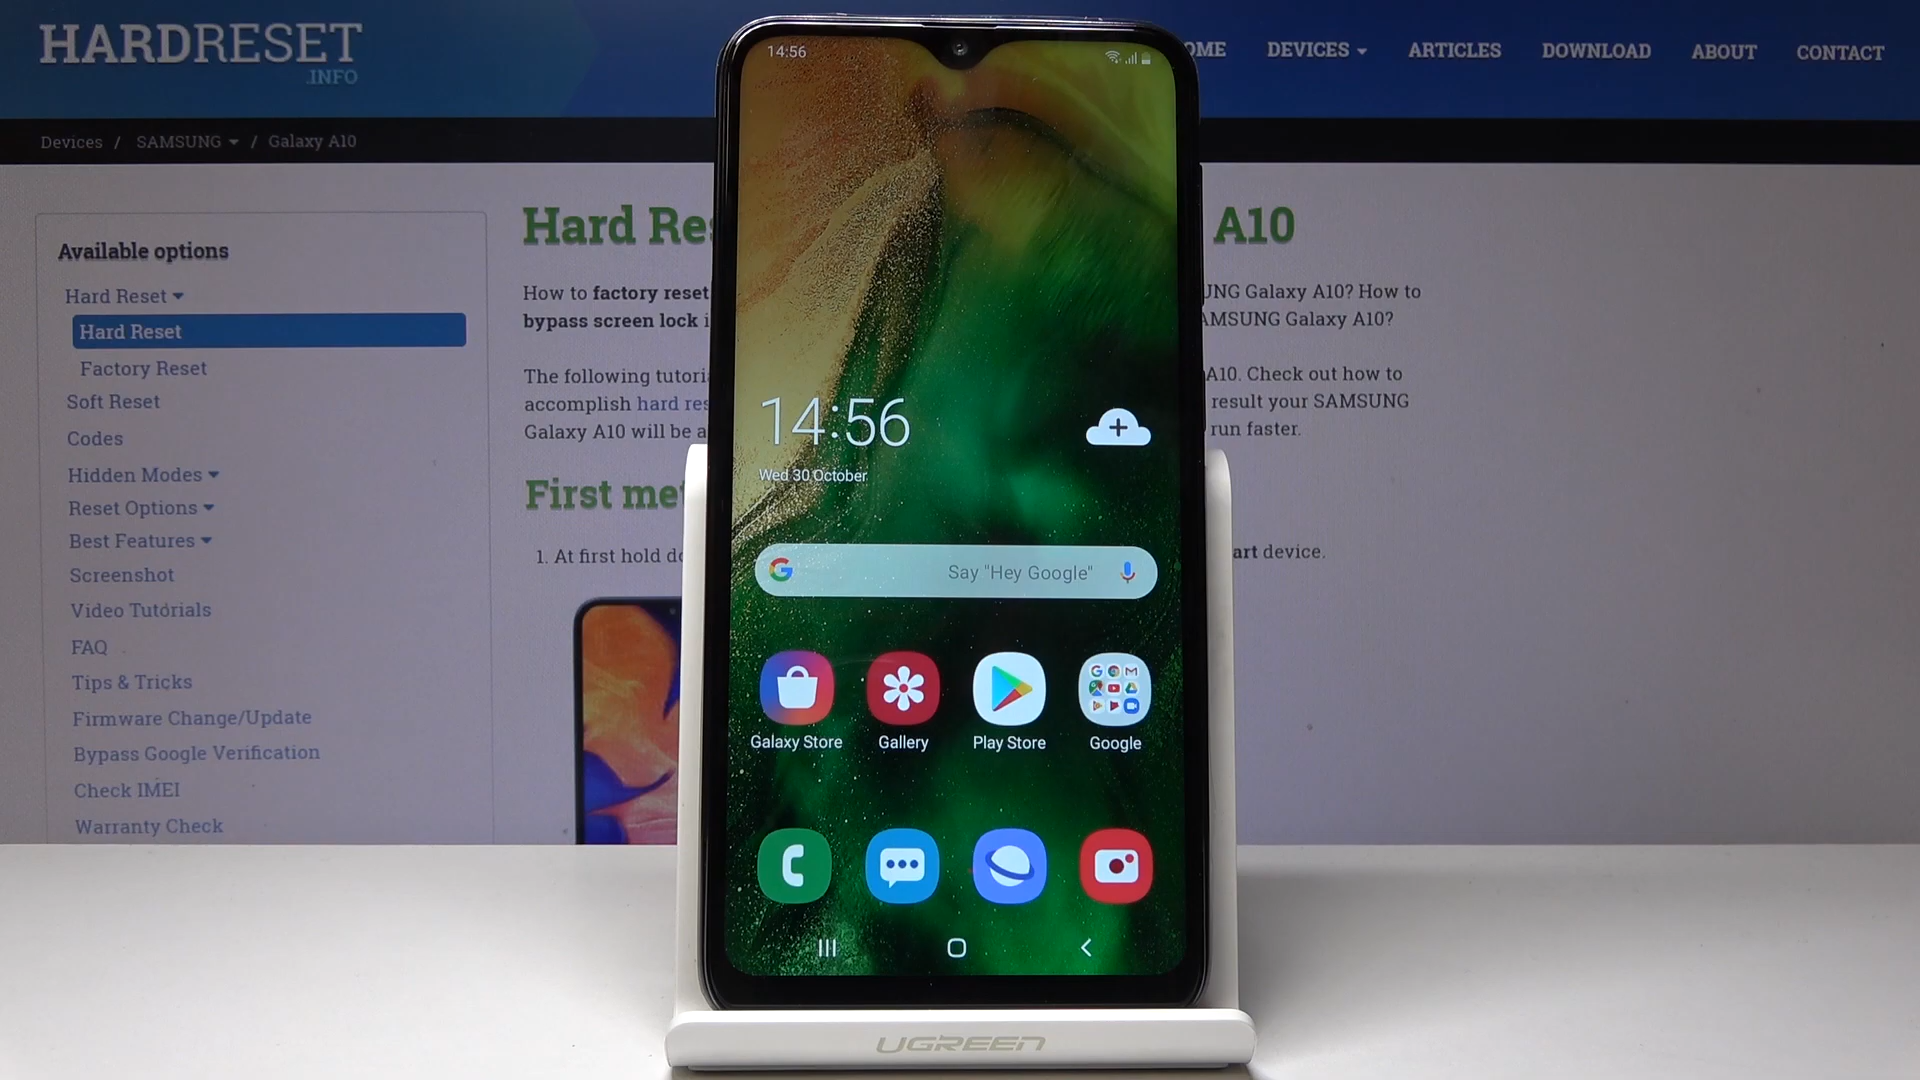 HARDRESET
.INFO
OME DEVICES ARTICLES DOWNLOAD ABOUT CONTACT
Devices / SAMSUNG / Galaxy A10
Available options
Hard Reset
Hard Reset
Factory Reset
Soft Reset
Codes
Hidden Modes
Reset Options
Best Features
Screenshot
Video Tutorials
FAQ
Tips & Tricks
Firmware Change/Update
Bypass Google Verification
Check IMEI
Warranty Check
Hard Res A10
How to factory reset UNG Galaxy A10? How to
bypass screen lock i AMSUNG Galaxy A10?
The following tutori A10. Check out how to
accomplish hard res result your SAMSUNG
Galaxy A10 will be a run faster.
First met
1. At first hold do art device.
14:56
14:56
Wed 30 October
G Say "Hey Google"
Galaxy Store Gallery Play Store Google
UGREEN